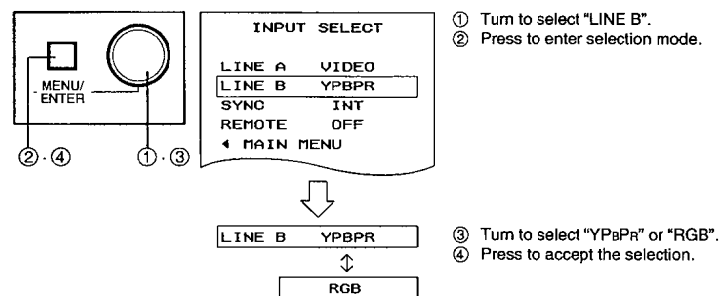 MENU/
ENTER
② · ④
① · ③
INPUT SELECT
LINE A VIDEO
LINE B YPBPR
SYNC INT
REMOTE OFF
◀ MAIN MENU
① Turn to select “LINE B”.
② Press to enter selection mode.
LINE B YPBPR
RGB
③ Turn to select “YPBPR” or “RGB”.
④ Press to accept the selection.